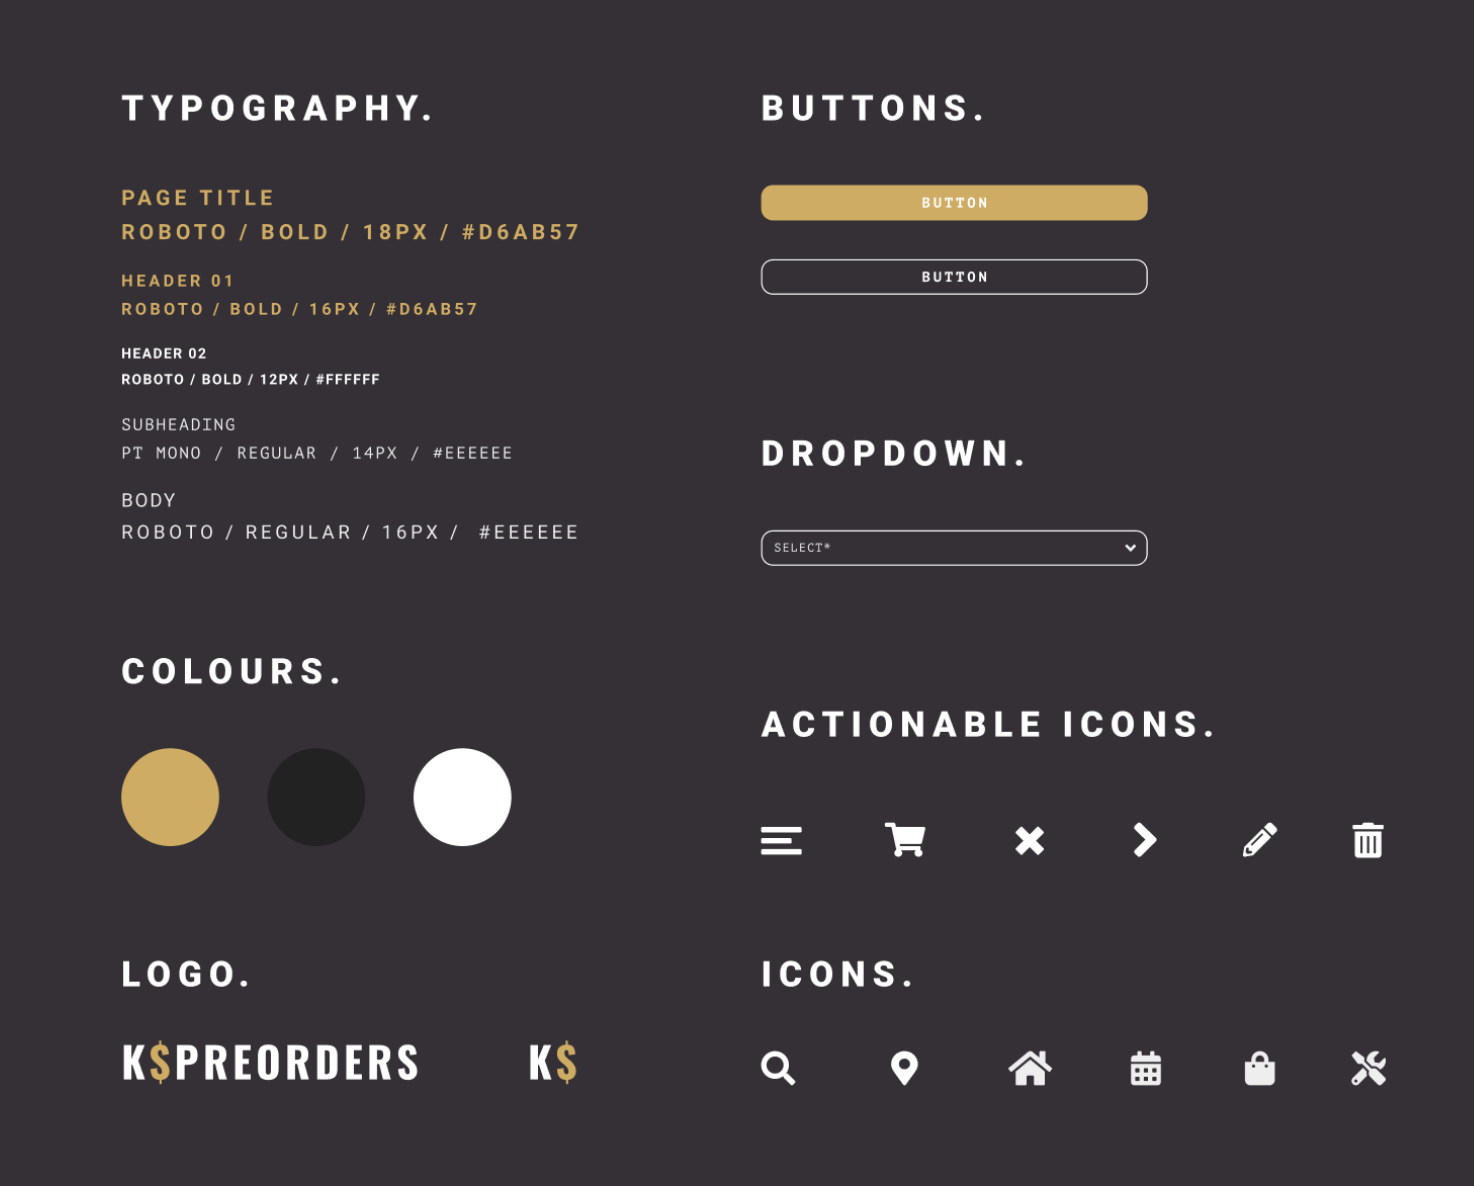 TYPOGRAPHY.
PAGE TITLE
ROBOTO / BOLD / 18PX / #D6AB57
HEADER 01
ROBOTO / BOLD / 16PX / #D6AB57
HEADER 02
ROBOTO / BOLD / 12PX / #FFFFFF
SUBHEADING
PT MONO / REGULAR / 14PX / #EEEEEE
BODY
ROBOTO / REGULAR / 16PX / #EEEEEE
COLOURS.
LOGO.
K$PREORDERS
K$
BUTTONS.
BUTTON
BUTTON
DROPDOWN.
SELECT*
ACTIONABLE ICONS.
ICONS.